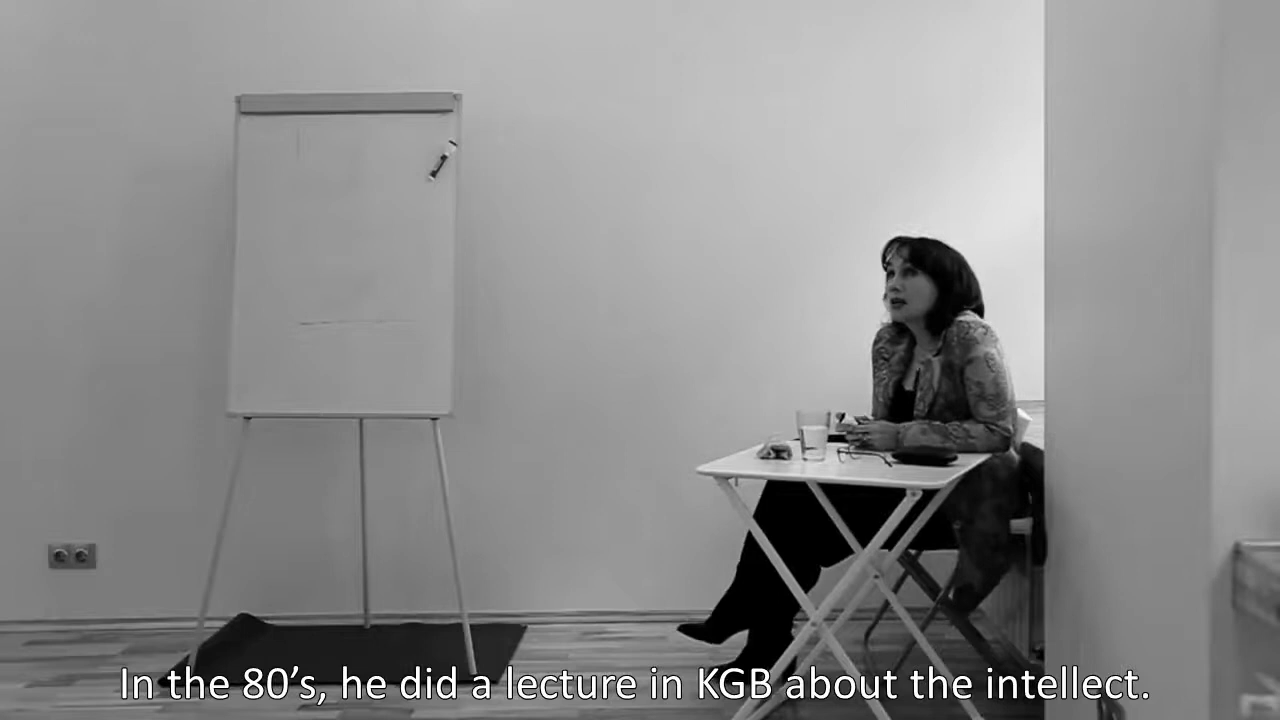 In the 80’s, he did a lecture in KGB about the intellect.